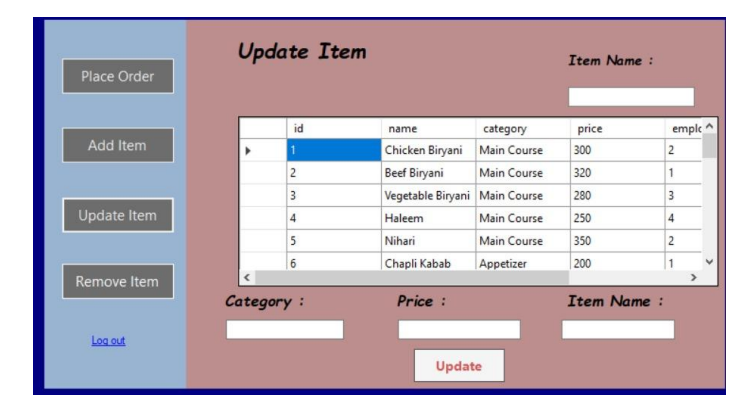 Place Order
Add Item
Update Item
Remove Item
Log out
Update Item
Item Name :
id name category price emplo
1 Chicken Biryani Main Course 300 2
2 Beef Biryani Main Course 320 1
3 Vegetable Biryani Main Course 280 3
4 Haleem Main Course 250 4
5 Nihari Main Course 350 2
6 Chapli Kabab Appetizer 200 1
Category : Price : Item Name :
Update